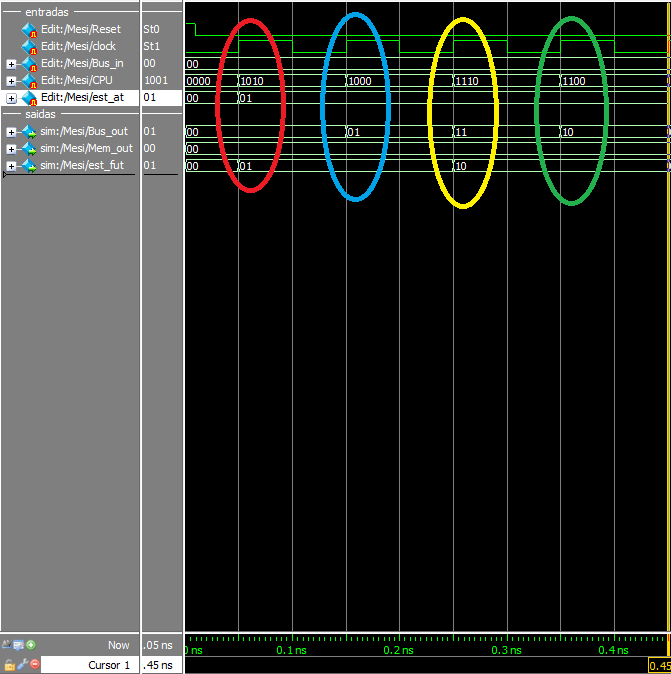 entradas
Edit:/Mesi/Reset St0
Edit:/Mesi/clock St1
Edit:/Mesi/Bus_in 00 00
Edit:/Mesi/CPU 1001 0000 1010 1000 1110 1100
Edit:/Mesi/est_at 01 00 01
saidas
sim:/Mesi/Bus_out 01 00 01 11 10
sim:/Mesi/Mem_out 00 00
sim:/Mesi/est_fut 01 00 01 10
Now .05 ns ns 0.1 ns 0.2 ns 0.3 ns 0.4 ns
Cursor 1 .45 ns 0.45